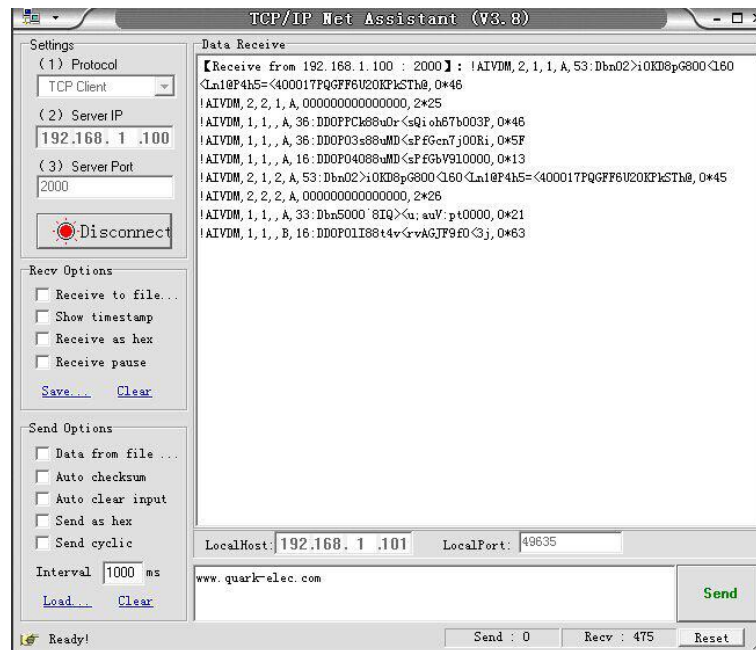 TCP/IP Net Assistant (V3.8)
Settings
(1) Protocol
TCP Client
(2) Server IP
192.168. 1 .100
(3) Server Port
2000
Disconnect
Recv Options
Receive to file...
Show timestamp
Receive as hex
Receive pause
Save... Clear
Send Options
Data from file ...
Auto checksum
Auto clear input
Send as hex
Send cyclic
Interval 1000 ms
Load... Clear
Data Receive
【Receive from 192.168.1.100 : 2000】: !AIVDM,2,1,1,A,53:Dbn02>i0KD8pG800<l60
<Ln1@P4h5=<400017PQGFF6U20KPkSTh@,0*46
!AIVDM,2,2,1,A,000000000000000,2*25
!AIVDM,1,1,,A,36:DD0PPCk88u0r<sQioh67b003P,0*46
!AIVDM,1,1,,A,36:DD0P03s88uMD<sPfGcn7j00Ri,0*5F
!AIVDM,1,1,,A,16:DD0P04088uMD<sPfGbV9l0000,0*13
!AIVDM,2,1,2,A,53:Dbn02>i0KD8pG800<l60<Ln1@P4h5=<400017PQGFF6U20KPkSTh@,0*45
!AIVDM,2,2,2,A,000000000000000,2*26
!AIVDM,1,1,,A,33:Dbn5000`8IQ><u;auV:pt0000,0*21
!AIVDM,1,1,,B,16:DD0P0lI88t4v<rvAGJF9f0<3j,0*63
LocalHost: 192.168. 1 .101 LocalPort: 49635
www.quark-elec.com
Send
Ready!
Send : 0 Recv : 475 Reset